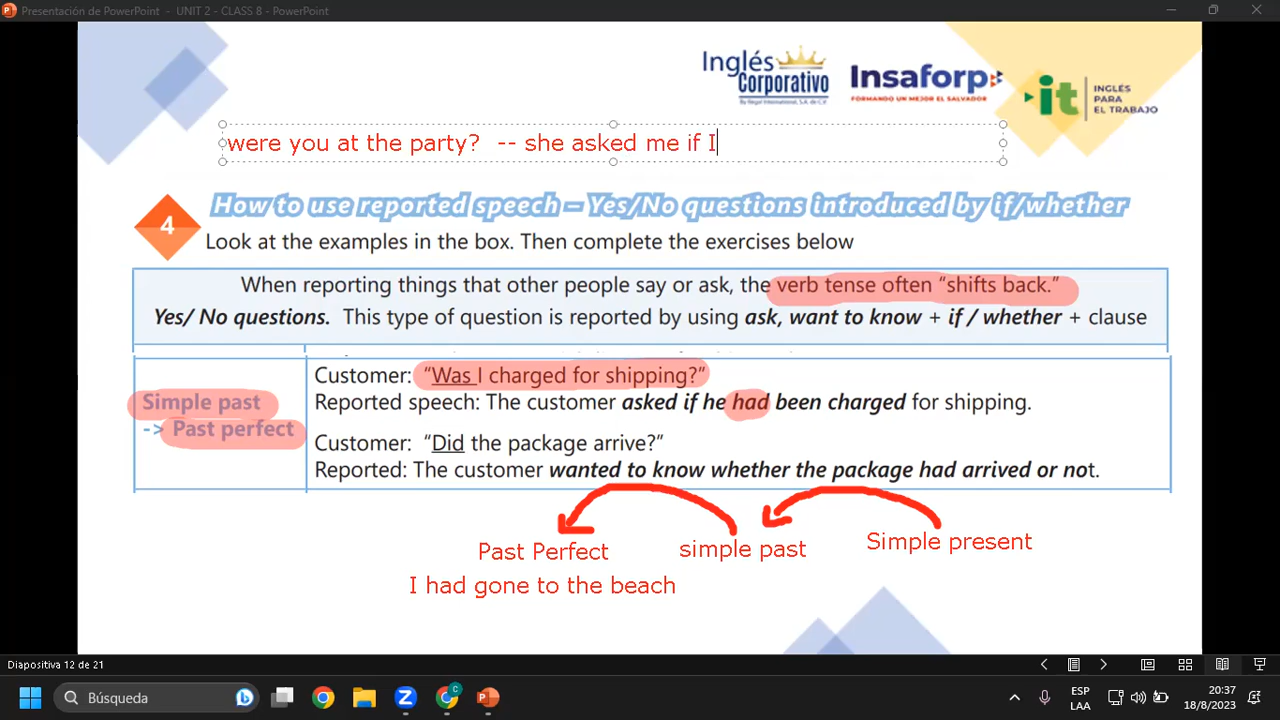 Presentación de PowerPoint - UNIT 2 - CLASS 8 - PowerPoint
Inglés
Corporativo
Insaforp
FORMANDO UN MEJOR EL SALVADOR
it INGLÉS
PARA
EL TRABAJO
were you at the party? -- she asked me if I
4
How to use reported speech – Yes/No questions introduced by if/whether
Look at the examples in the box. Then complete the exercises below
When reporting things that other people say or ask, the verb tense often “shifts back.”
Yes/ No questions. This type of question is reported by using ask, want to know + if / whether + clause
Simple past
-> Past perfect
Customer: “Was I charged for shipping?”
Reported speech: The customer asked if he had been charged for shipping.
Customer: “Did the package arrive?”
Reported: The customer wanted to know whether the package had arrived or not.
Past Perfect simple past Simple present
I had gone to the beach
Diapositiva 12 de 21
Búsqueda
ESP
LAA
20:37
18/8/2023